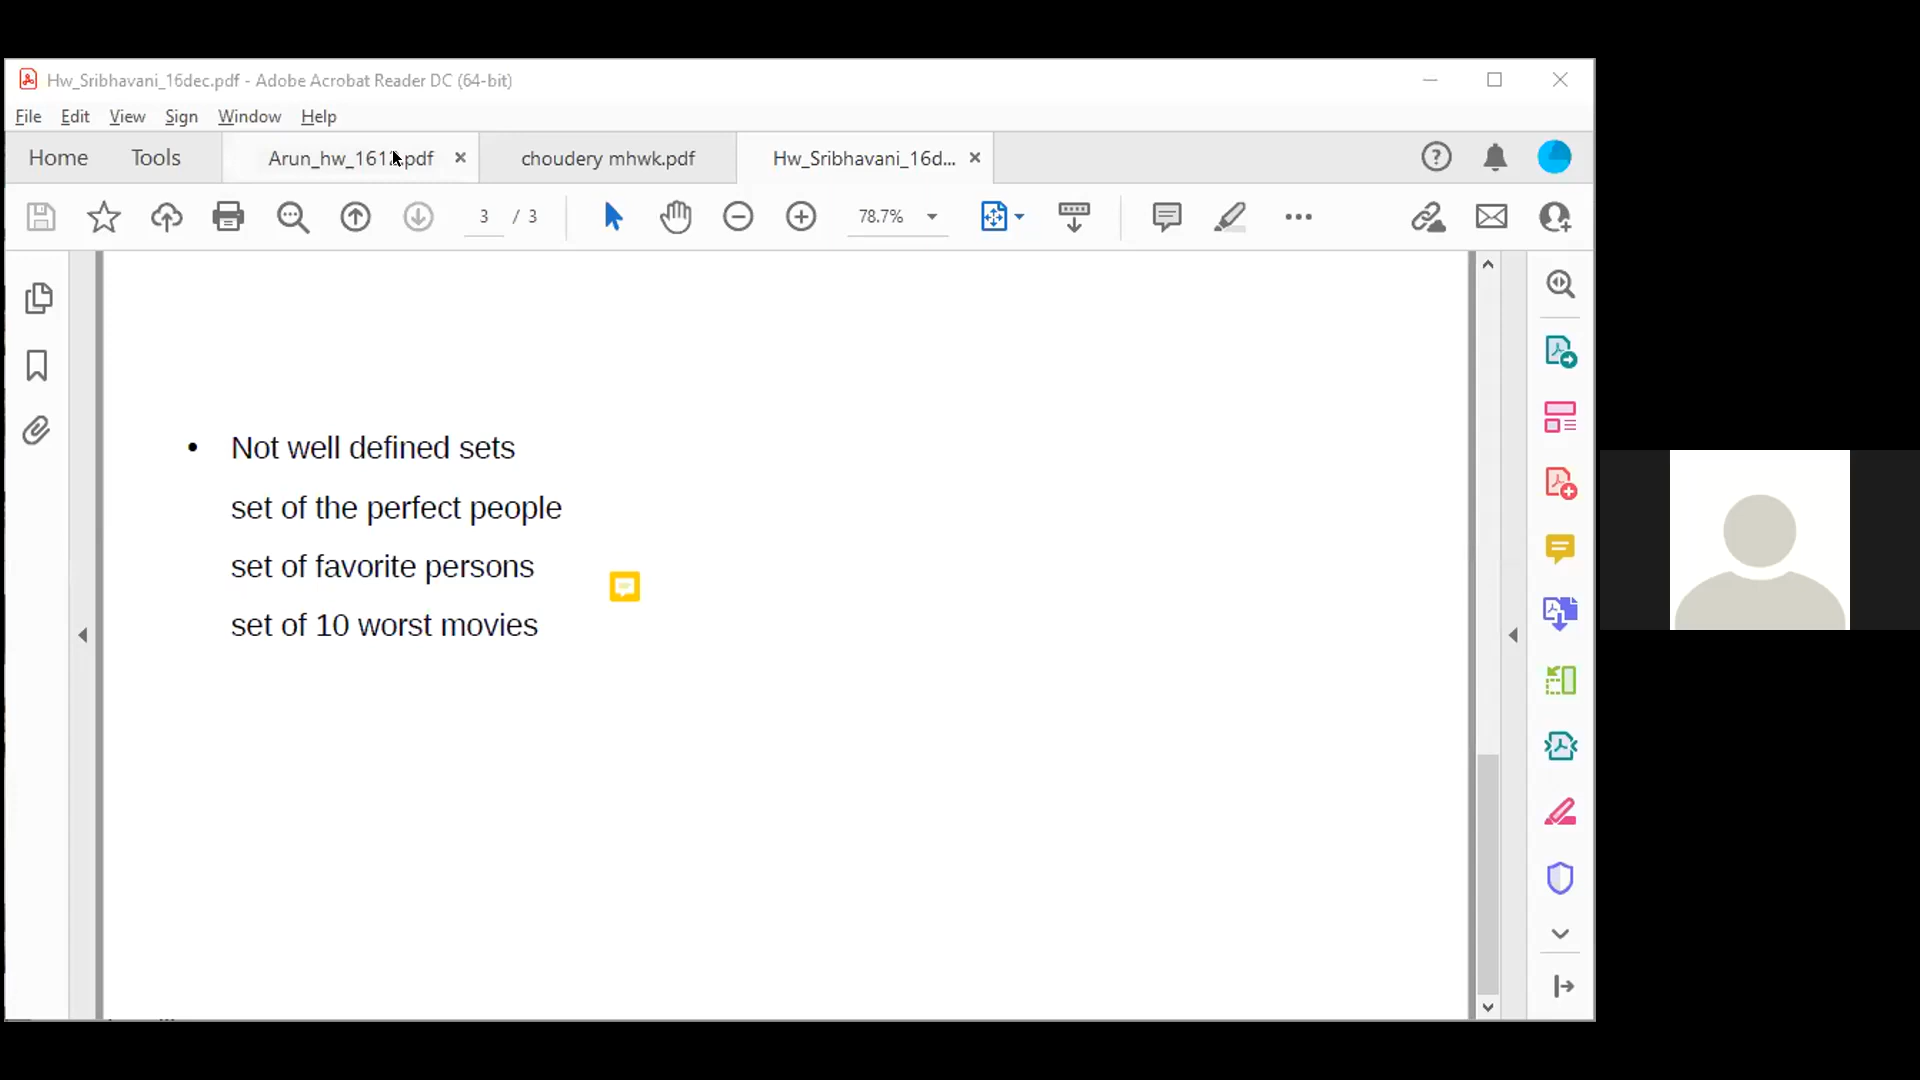 Hw_Sribhavani_16dec.pdf - Adobe Acrobat Reader DC (64-bit)
File Edit View Sign Window Help
Home Tools .pdf choudery mhwk.pdf Hw_Sribhavani_16d...
3 / 3 78.7%
• Not well defined sets
set of the perfect people
set of favorite persons
set of 10 worst movies